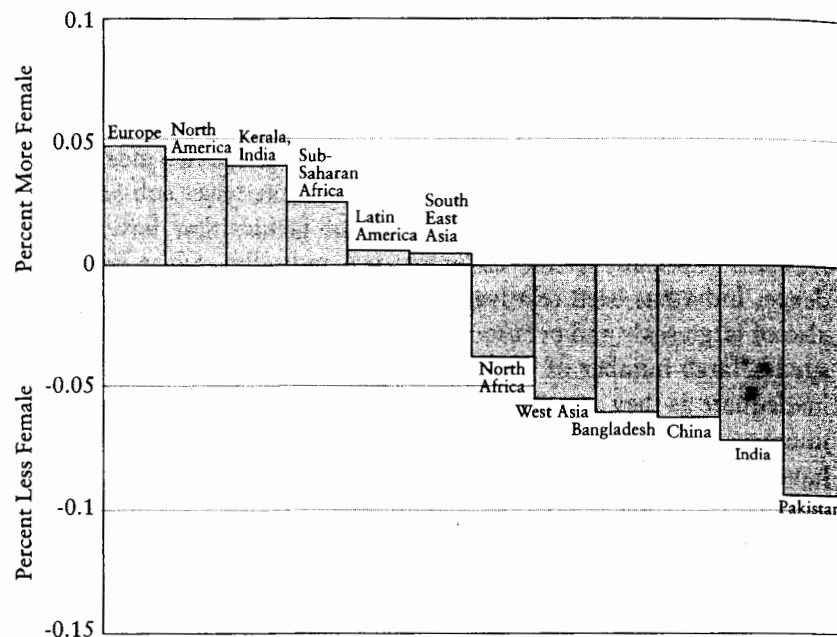 0.1
Percent More Female
Europe
North
America
Kerala,
India
Sub-
Saharan
Africa
Latin
America
South
East
Asia
0.05
0
North
Africa
West Asia
Bangladesh
China
India
Pakistan
Percent Less Female
-0.05
-0.1
-0.15